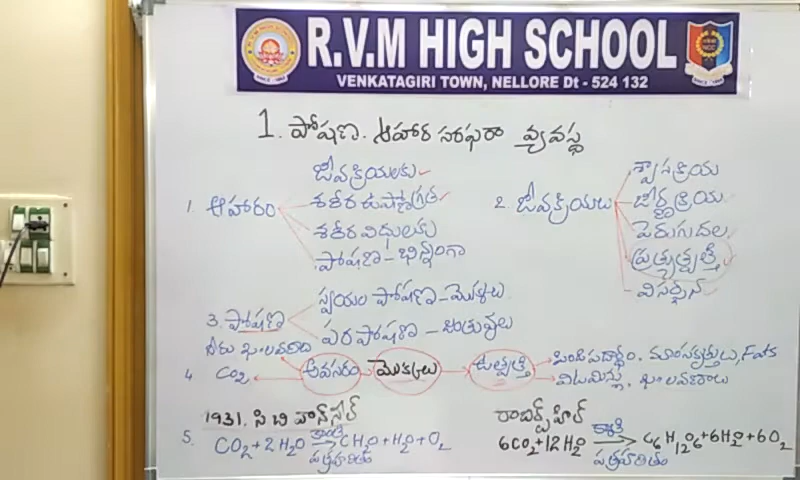 R.V.M HIGH SCHOOL
VENKATAGIRI TOWN, NELLORE Dt - 524 132
1. పోషణ. ఆహార సరఫరా వ్యవస్థ
1. ఆహారం
జీవక్రియలకు
శరీర ఉష్ణోగ్రత
శరీర విధులకు
పోషణ - భిన్నంగా
2. జీవక్రియలు
శ్వాసక్రియ
జీర్ణక్రియ
పెరుగుదల
ప్రత్యుత్పత్తి
విసర్జన
3. పోషణ
స్వయం పోషణ - మొక్కలు
పర పోషణ - జంతువులు
4 నీరు ఖనిజలవణాలు
CO2
అవసరం మొక్కలు ఉత్పత్తి
పిండిపదార్థం. మాంసకృత్తులు, Fats
విటమిన్లు, ఖనిజలవణాలు
1931. సి బి వాన్ నీల్
5. CO2 + 2H2O కాంతి పత్రహరితం CH2O + H2O + O2
రాబర్ట్ హిల్
6CO2 + 12H2O కాంతి పత్రహరితం C6H12O6 + 6H2O + 6O2